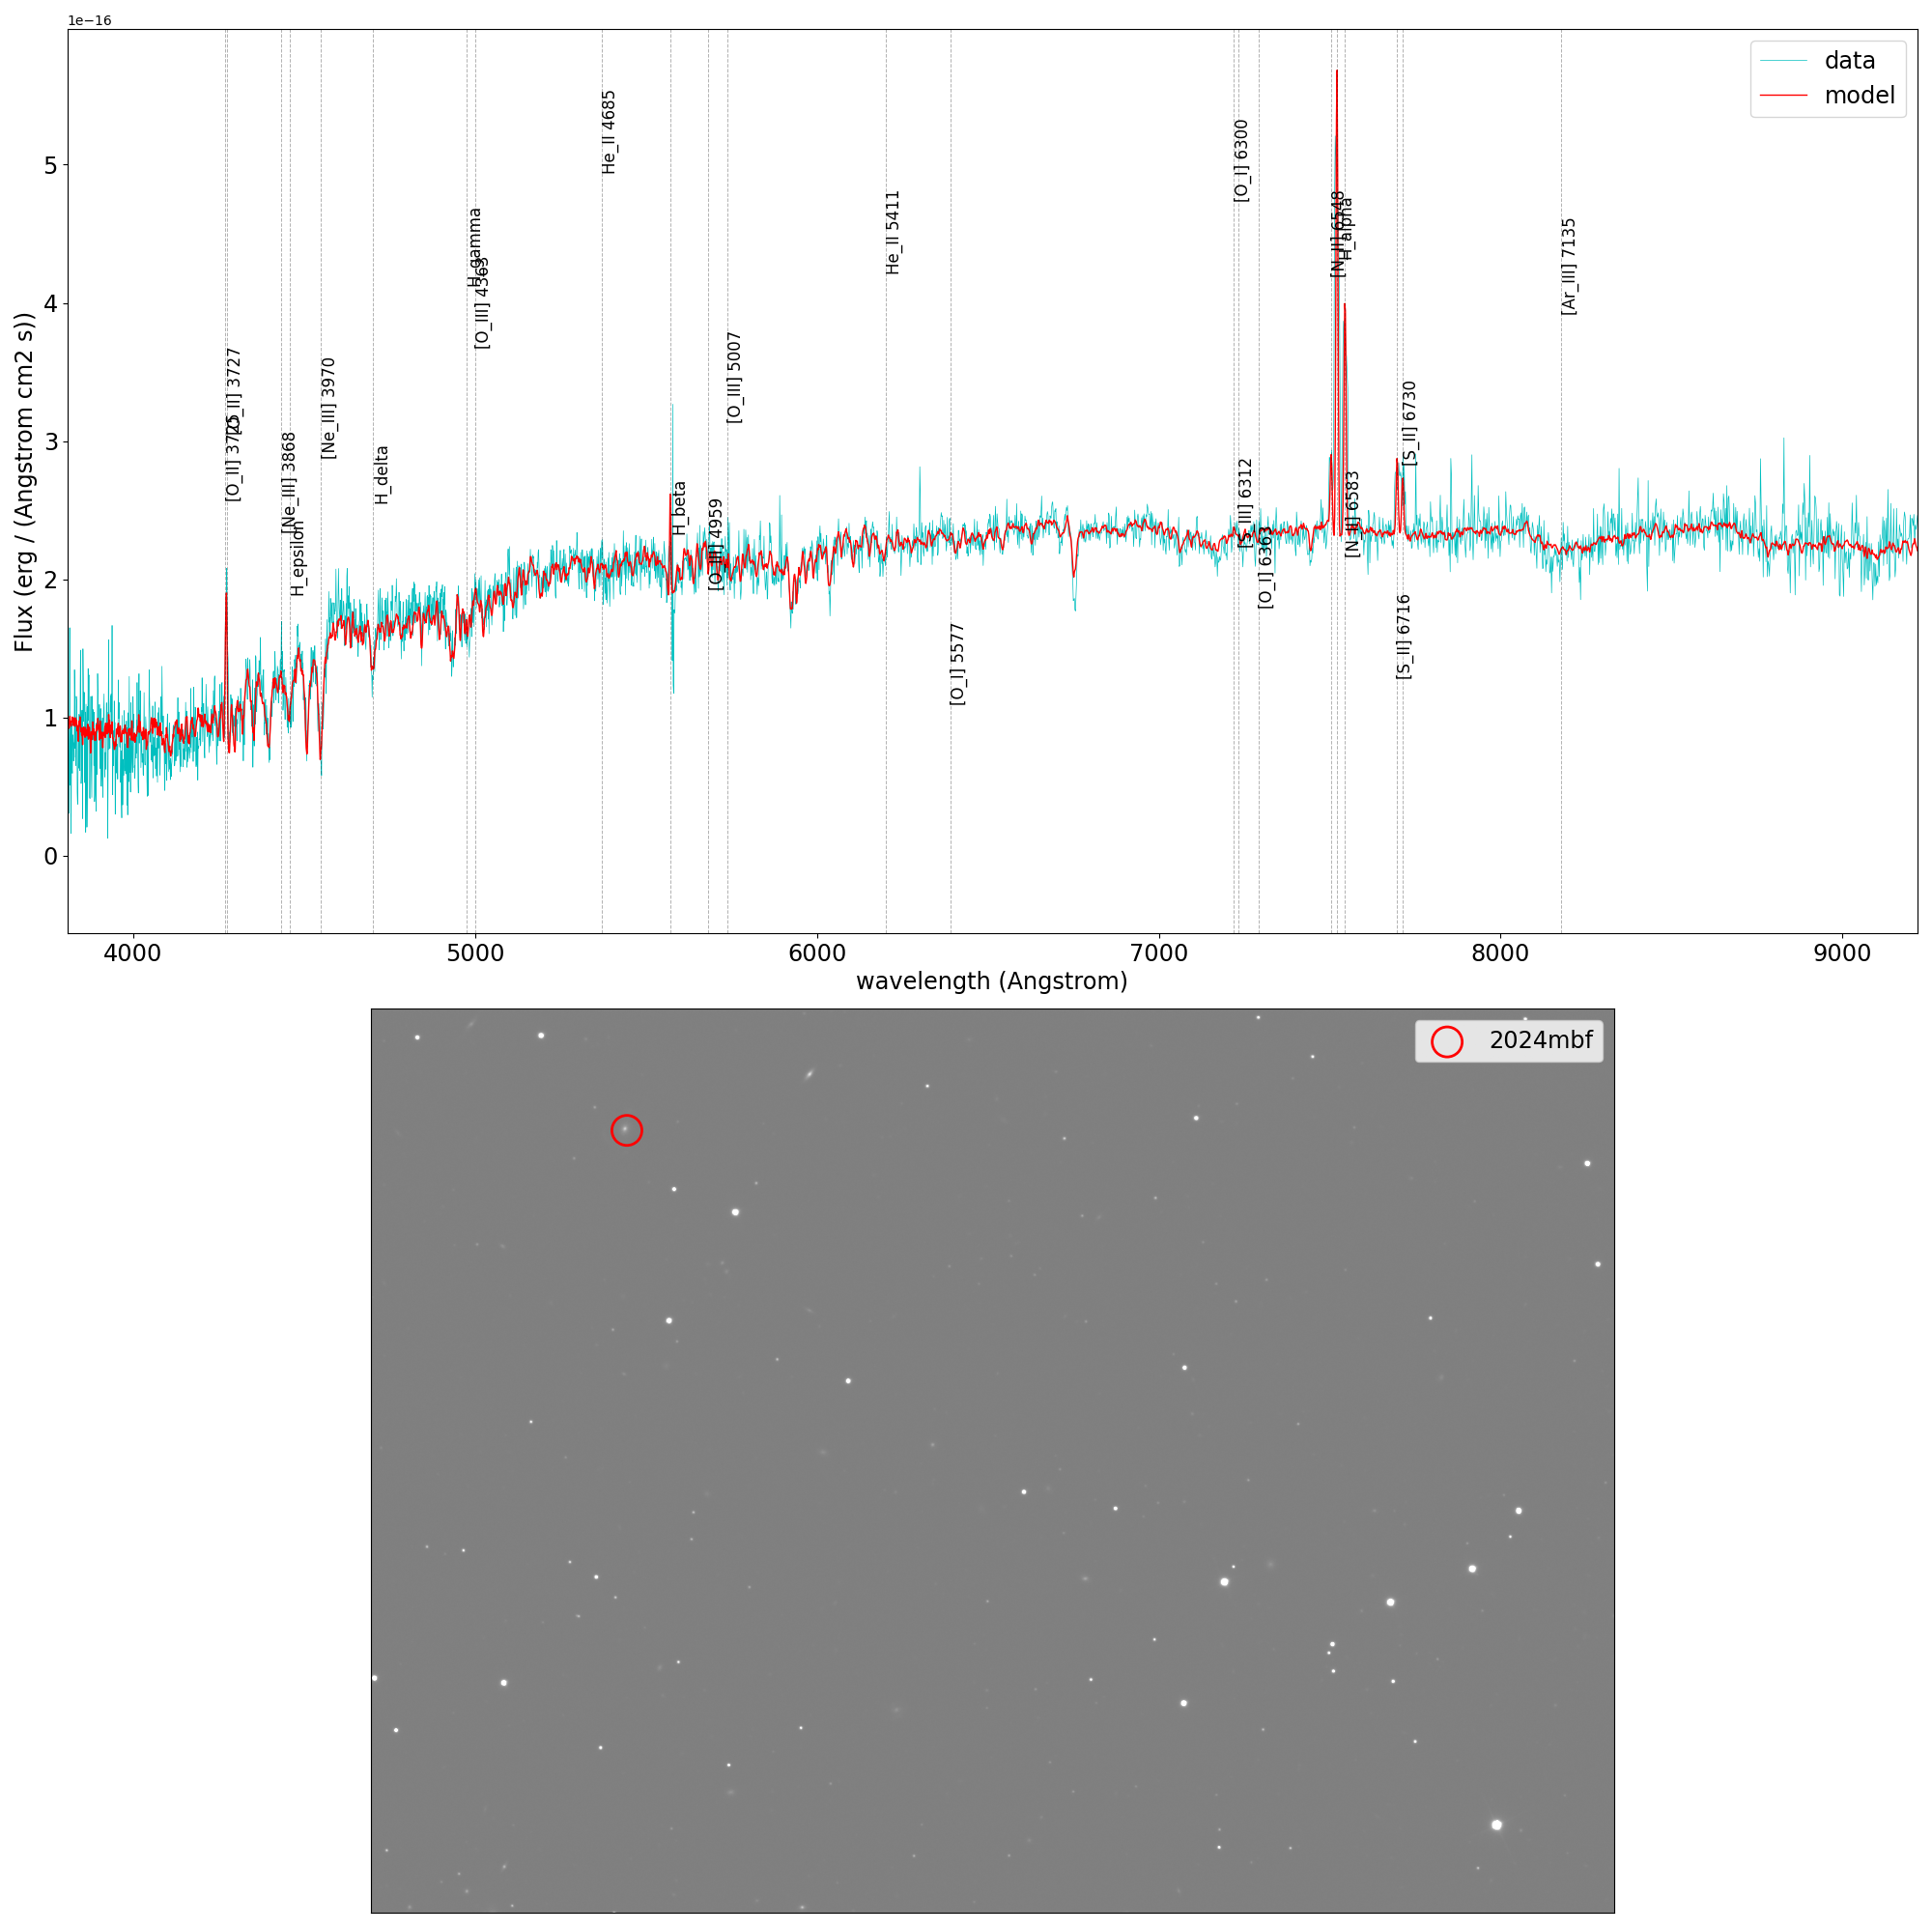 1e−16
data
model
He_II 4685
[O_I] 6300
He_II 5411
[N_II] 6548
H_alpha
H_gamma
[O_III] 4363
[Ar_III] 7135
[O_III] 5007
[O_II] 3727
[O_II] 3725
[Ne_III] 3970
[S_II] 6730
[Ne_III] 3868
H_delta
[S_III] 6312
[N_II] 6583
H_beta
[O_III] 4959
H_epsilon
[O_I] 6363
[S_II] 6716
[O_I] 5577
5
4
3
2
1
0
Flux (erg / (Angstrom cm2 s))
4000 5000 6000 7000 8000 9000
wavelength (Angstrom)
2024mbf